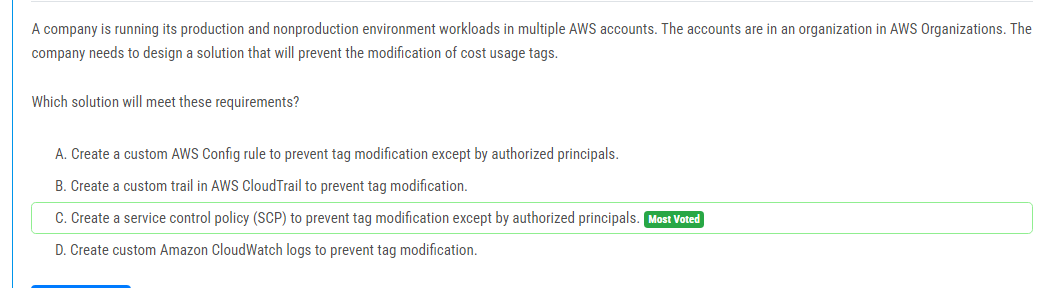 A company is running its production and nonproduction environment workloads in multiple AWS accounts. The accounts are in an organization in AWS Organizations. The
company needs to design a solution that will prevent the modification of cost usage tags.
Which solution will meet these requirements?
A. Create a custom AWS Config rule to prevent tag modification except by authorized principals.
B. Create a custom trail in AWS CloudTrail to prevent tag modification.
C. Create a service control policy (SCP) to prevent tag modification except by authorized principals. Most Voted
D. Create custom Amazon CloudWatch logs to prevent tag modification.